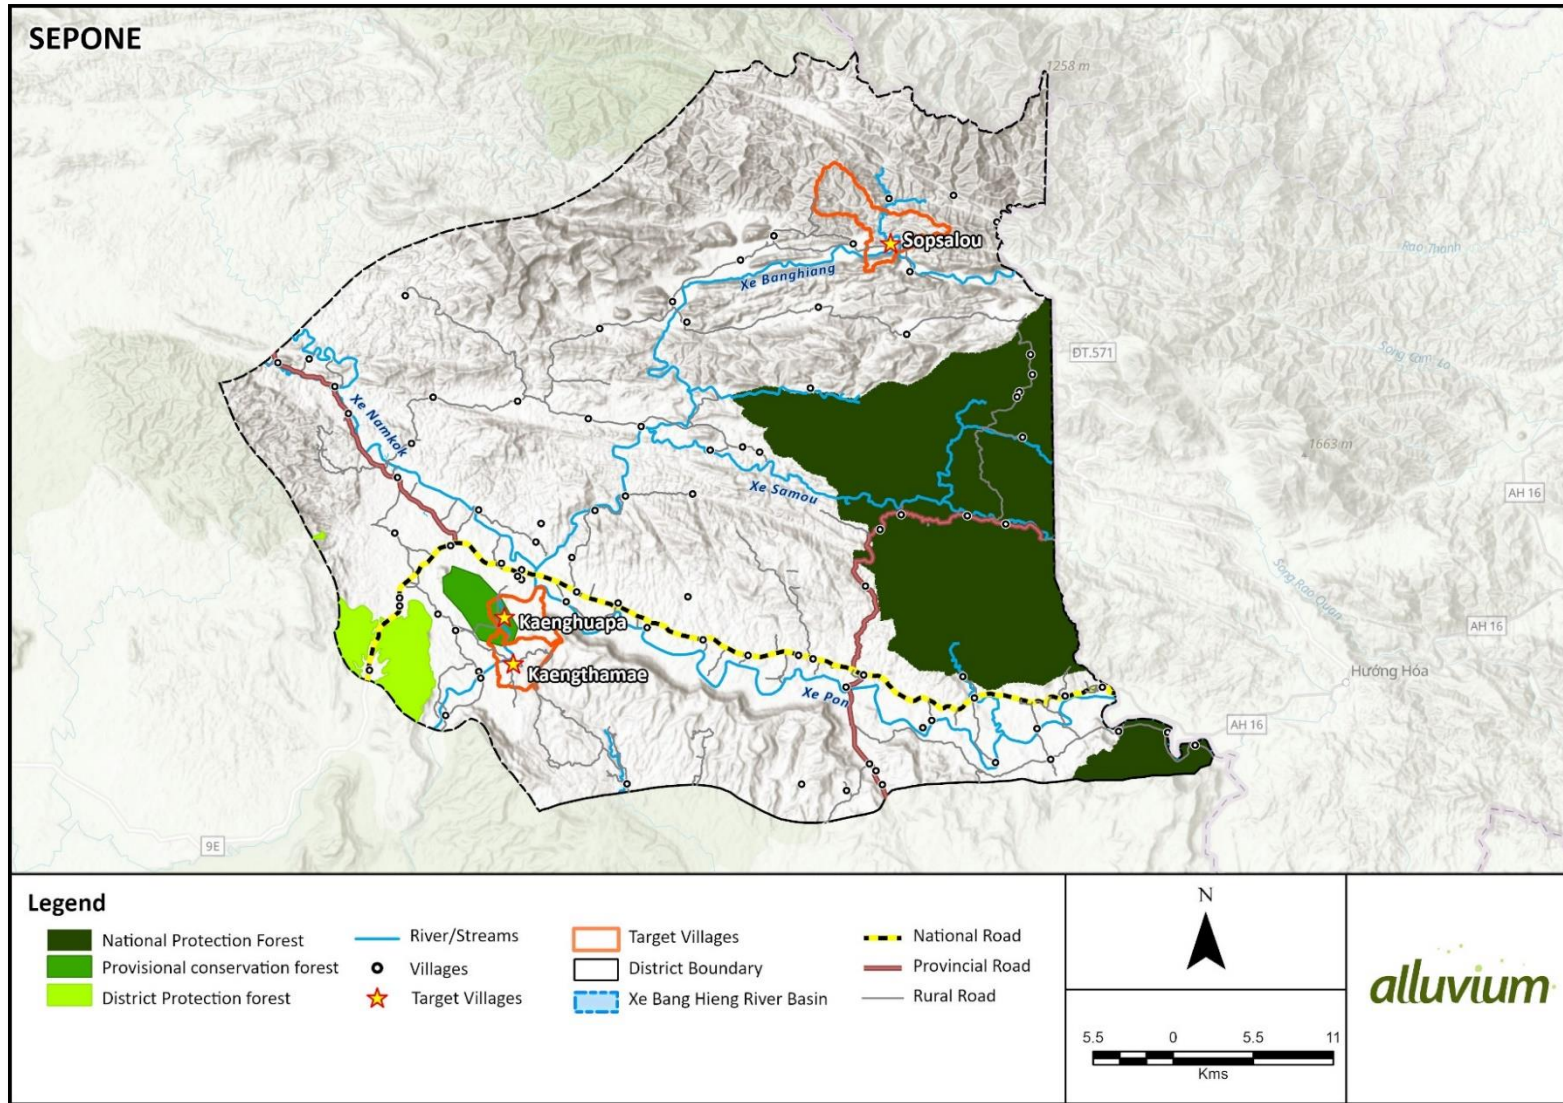 SEPONE
1258 m
Sopsalou
Rao Thanh
Xe Banghiang
ĐT.571
Song Cam Lo
Xe Namkok
1663 m
Xe Samou
AH 16
Song Rao Quan
Kaenghuapa
AH 16
Kaengthamae
Hướng Hóa
Xe Pon
AH 16
9E
Legend
National Protection Forest
Provisional conservation forest
District Protection forest
River/Streams
Villages
Target Villages
Target Villages
District Boundary
Xe Bang Hieng River Basin
National Road
Provincial Road
Rural Road
N
5.5 0 5.5 11
Kms
alluvium